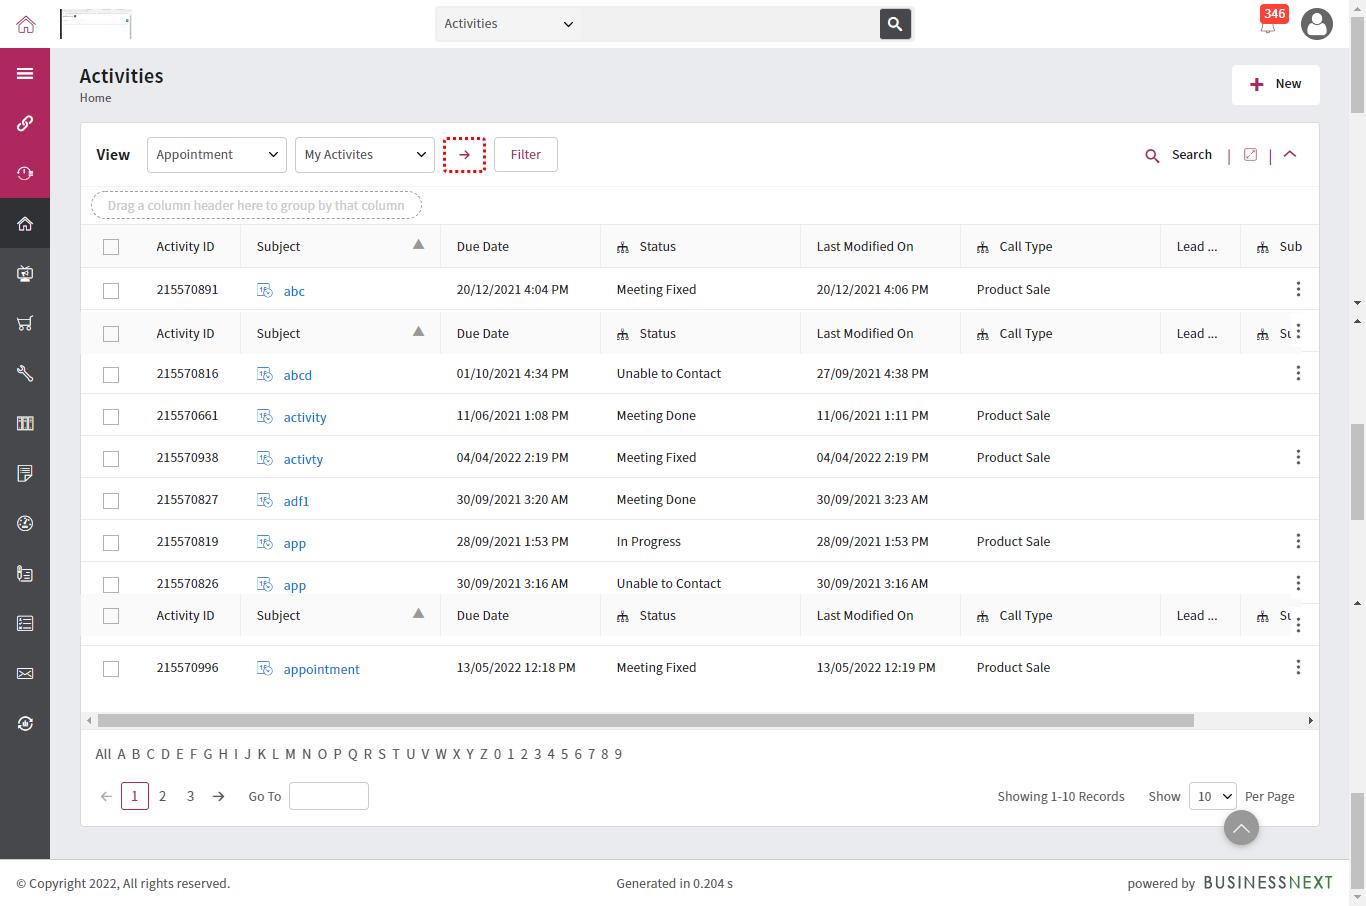 Activities
346
Activities
Home
New
View Appointment My Activites Filter Search
Drag a column header here to group by that column
Activity ID Subject Due Date Status Last Modified On Call Type Lead ... Sub
215570891 abc 20/12/2021 4:04 PM Meeting Fixed 20/12/2021 4:06 PM Product Sale
Activity ID Subject Due Date Status Last Modified On Call Type Lead ...
215570816 abcd 01/10/2021 4:34 PM Unable to Contact 27/09/2021 4:38 PM
215570661 activity 11/06/2021 1:08 PM Meeting Done 11/06/2021 1:11 PM Product Sale
215570938 activty 04/04/2022 2:19 PM Meeting Fixed 04/04/2022 2:19 PM Product Sale
215570827 adf1 30/09/2021 3:20 AM Meeting Done 30/09/2021 3:23 AM
215570819 app 28/09/2021 1:53 PM In Progress 28/09/2021 1:53 PM Product Sale
215570826 app 30/09/2021 3:16 AM Unable to Contact 30/09/2021 3:16 AM
Activity ID Subject Due Date Status Last Modified On Call Type Lead ...
215570996 appointment 13/05/2022 12:18 PM Meeting Fixed 13/05/2022 12:19 PM Product Sale
All A B C D E F G H I J K L M N O P Q R S T U V W X Y Z 0 1 2 3 4 5 6 7 8 9
1 2 3 Go To Showing 1-10 Records Show 10 Per Page
© Copyright 2022, All rights reserved. Generated in 0.204 s powered by BUSINESSNEXT